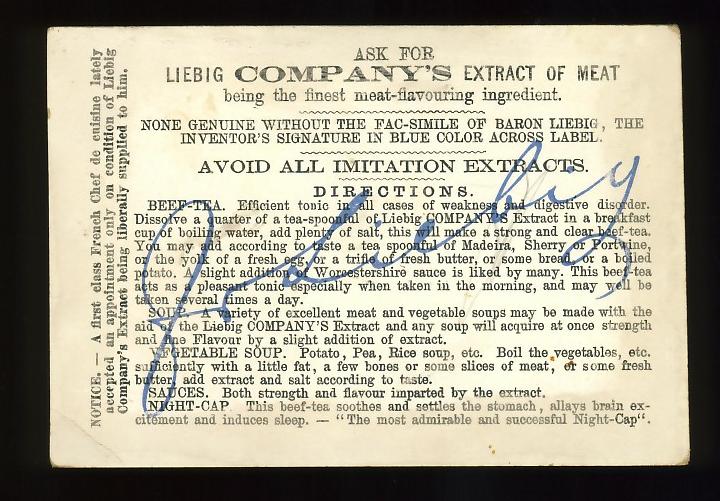 ASK FOR
LIEBIG COMPANY'S EXTRACT OF MEAT
being the finest meat-flavouring ingredient.
NONE GENUINE WITHOUT THE FAC-SIMILE OF BARON LIEBIG, THE
INVENTOR'S SIGNATURE IN BLUE COLOR ACROSS LABEL.
AVOID ALL IMITATION EXTRACTS.
DIRECTIONS.
BEEF-TEA. Efficient tonic in all cases of weakness and digestive disorder.
Dissolve a quarter of a tea-spoonful of Liebig COMPANY'S Extract in a breakfast
cup of boiling water, add plenty of salt, this will make a strong and clear beef-tea.
You may add according to taste a tea spoonful of Madeira, Sherry or Portwine,
or the yolk of a fresh egg, or a trifle of fresh butter, or some bread or a boiled
potato. A slight addition of Worcestershire sauce is liked by many. This beef-tea
acts as a pleasant tonic especially when taken in the morning, and may well be
taken several times a day.
SOUP. A variety of excellent meat and vegetable soups may be made with the
aid of the Liebig COMPANY'S Extract and any soup will acquire at once strength
and fine Flavour by a slight addition of extract.
VEGETABLE SOUP. Potato, Pea, Rice soup, etc. Boil the vegetables, etc.
sufficiently with a little fat, a few bones or some slices of meat, or some fresh
butter, add extract and salt according to taste.
SAUCES. Both strength and flavour imparted by the extract.
NIGHT-CAP. This beef-tea soothes and settles the stomach, allays brain ex-
citement and induces sleep. — "The most admirable and successful Night-Cap".
J v Liebig
NOTICE. — A first class French Chef de cuisine lately
accepted an appointment only on condition of Liebig
Company's Extract being liberally supplied to him.